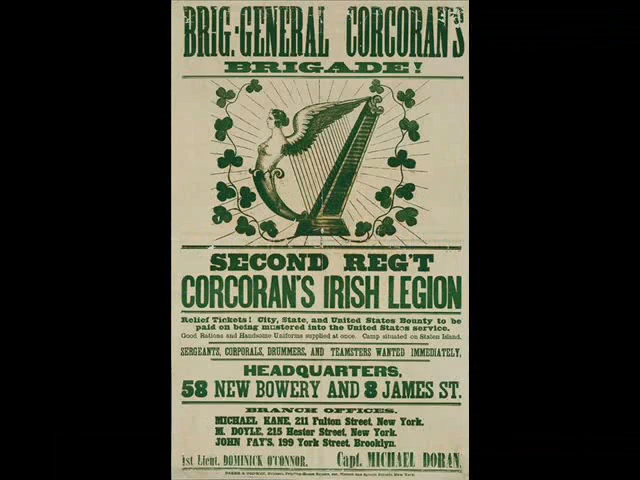 BRIG.-GENERAL CORCORAN'S
BRIGADE!
SECOND REG'T
CORCORAN'S IRISH LEGION
Relief Tickets! City, State, and United States Bounty to be
paid on being mustered into the United States service.
Good Rations and Handsome Uniforms supplied at once. Camp situated on Staten Island.
SERGEANTS, CORPORALS, DRUMMERS, AND TEAMSTERS WANTED IMMEDIATELY.
HEADQUARTERS,
58 NEW BOWERY AND 8 JAMES ST.
BRANCH OFFICES.
MICHAEL KANE, 211 Fulton Street, New York.
M. DOYLE, 215 Hester Street, New York.
JOHN FAY'S, 199 York Street, Brooklyn.
1st Lieut. DOMINICK O'CONNOR. Capt. MICHAEL DORAN.